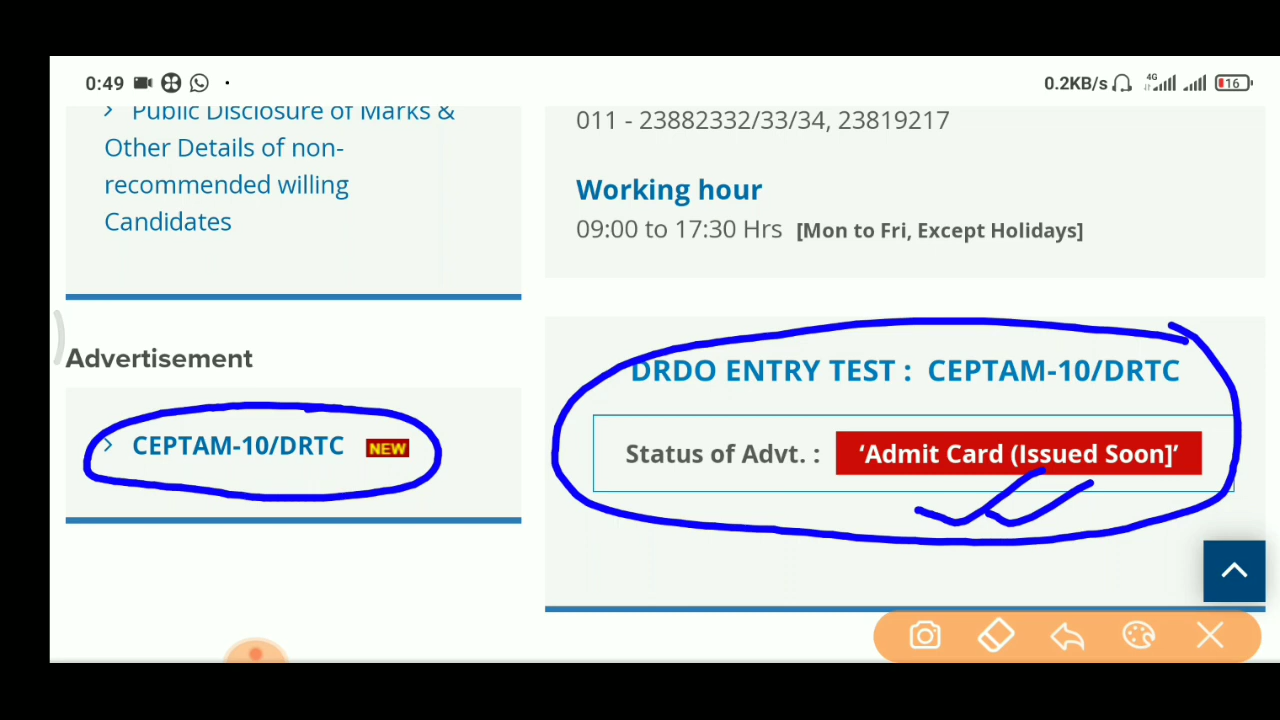 0:49
0.2KB/s 4G 16
Public Disclosure of Marks &
Other Details of non-
recommended willing
Candidates
011 - 23882332/33/34, 23819217
Working hour
09:00 to 17:30 Hrs [Mon to Fri, Except Holidays]
Advertisement
CEPTAM-10/DRTC NEW
DRDO ENTRY TEST : CEPTAM-10/DRTC
Status of Advt. : ‘Admit Card (Issued Soon]’